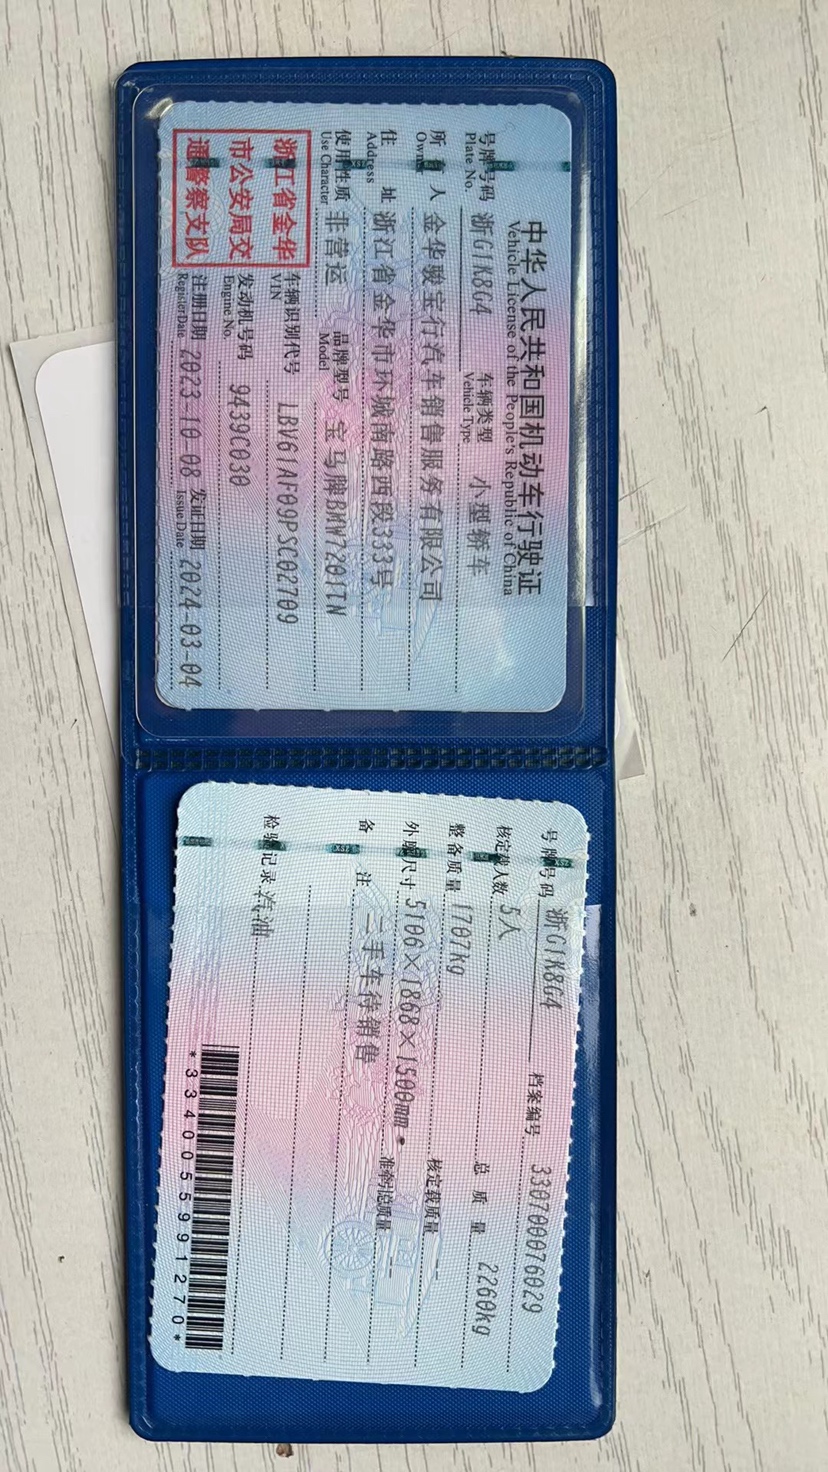 中华人民共和国机动车行驶证
Vehicle License of the People's Republic of China
号牌号码 浙G1K8G4 车辆类型 小型轿车
Plate No. Vehicle Type
所有人 金华骏宝行汽车销售服务有限公司
Owner
住址 浙江省金华市环城南路西段333号
Address
使用性质 非营运 品牌型号 宝马牌BMW7201TN
Use Character Model
浙江省金华
市公安局交
通警察支队
车辆识别代号 LBV61AF09PSC02709
VIN
发动机号码 9439C030
Engine No.
注册日期 2023-10-08 发证日期 2024-03-04
Register Date Issue Date
号牌号码 浙G1K8G4 档案编号 330700076029
核定载人数 5人 总质量 2260kg
整备质量 1707kg 核定载质量 --
外廓尺寸 5106×1868×1500mm * 准牵引总质量 --
备注 二手车待销售
检验记录 汽油
*3340055991270*